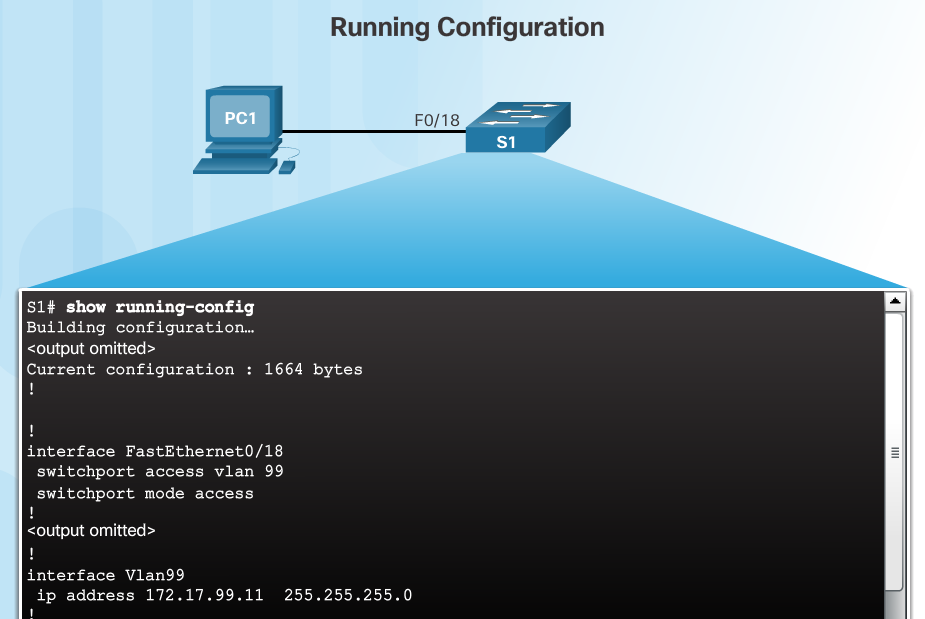 Running Configuration
PC1
F0/18
S1
S1# show running-config
Building configuration…
<output omitted>
Current configuration : 1664 bytes
!
!
interface FastEthernet0/18
 switchport access vlan 99
 switchport mode access
!
<output omitted>
!
interface Vlan99
 ip address 172.17.99.11  255.255.255.0
!